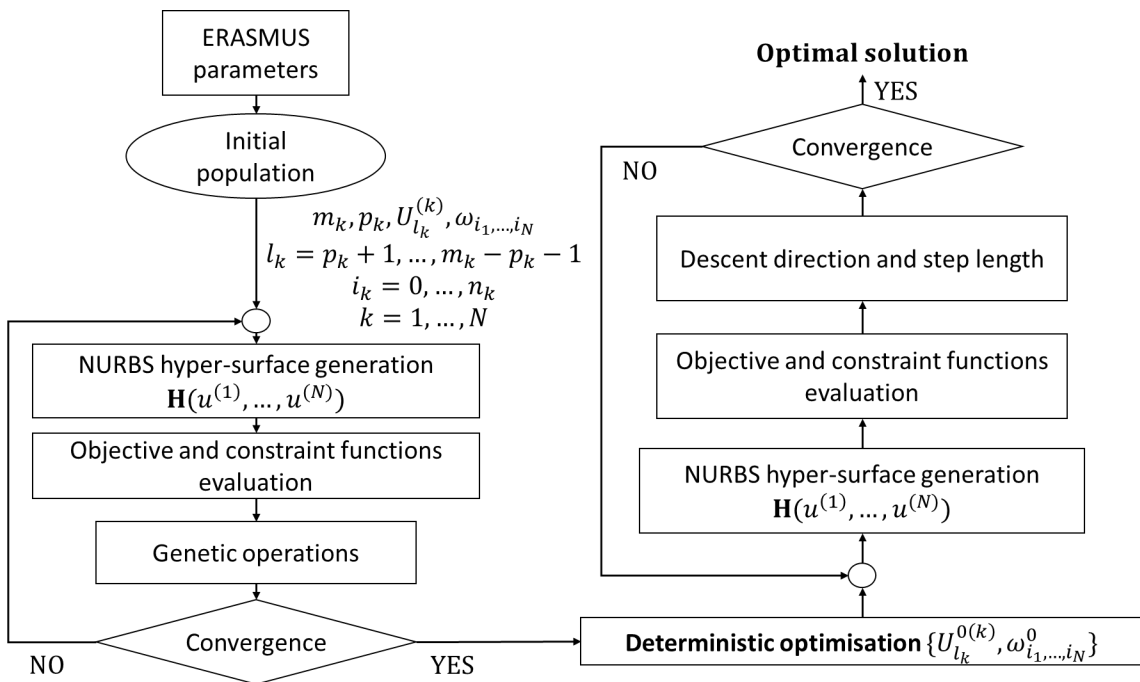 ERASMUS
parameters
Initial
population
m_k, p_k, U_{l_k}^{(k)}, ω_{i_1,…,i_N}
l_k = p_k + 1, …, m_k − p_k − 1
i_k = 0, …, n_k
k = 1, …, N
NURBS hyper-surface generation
H(u^{(1)}, …, u^{(N)})
Objective and constraint functions
evaluation
Genetic operations
Convergence
NO
YES
Deterministic optimisation {U_{l_k}^{0(k)}, ω_{i_1,…,i_N}^{0}}
NURBS hyper-surface generation
H(u^{(1)}, …, u^{(N)})
Objective and constraint functions
evaluation
Descent direction and step length
Convergence
NO
YES
Optimal solution